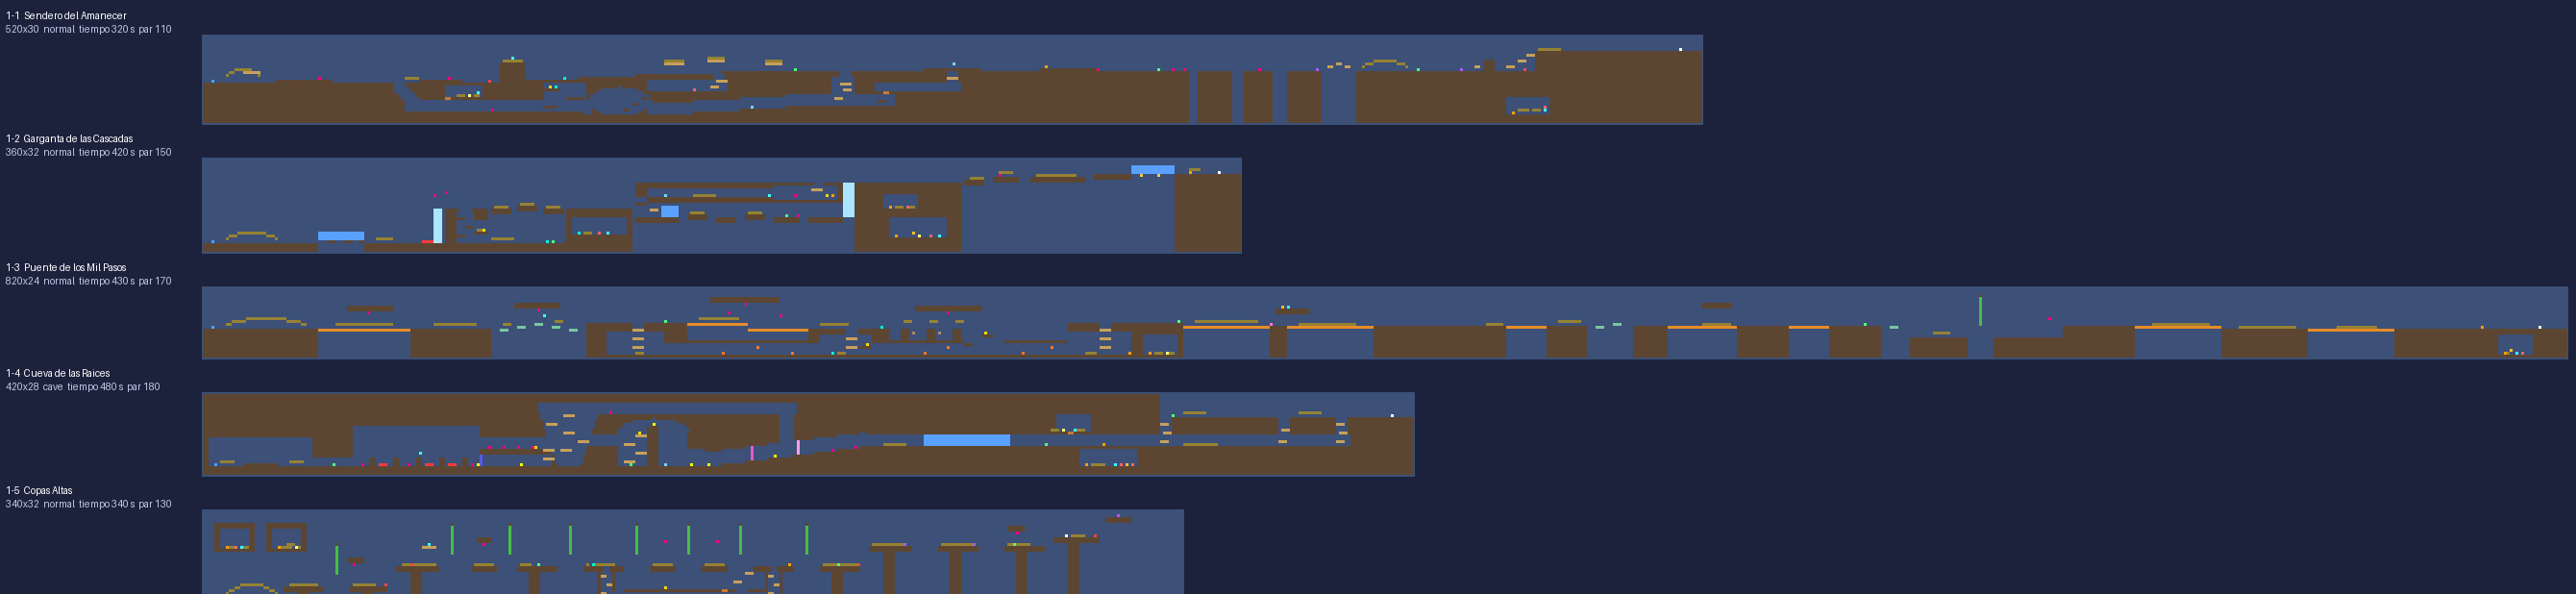 1-1 Sendero del Amanecer
520x30 normal tiempo 320 s par 110
1-2 Garganta de las Cascadas
360x32 normal tiempo 420 s par 150
1-3 Puente de los Mil Pasos
820x24 normal tiempo 430 s par 170
1-4 Cueva de las Raices
420x28 cave tiempo 480 s par 180
1-5 Copas Altas
340x32 normal tiempo 340 s par 130